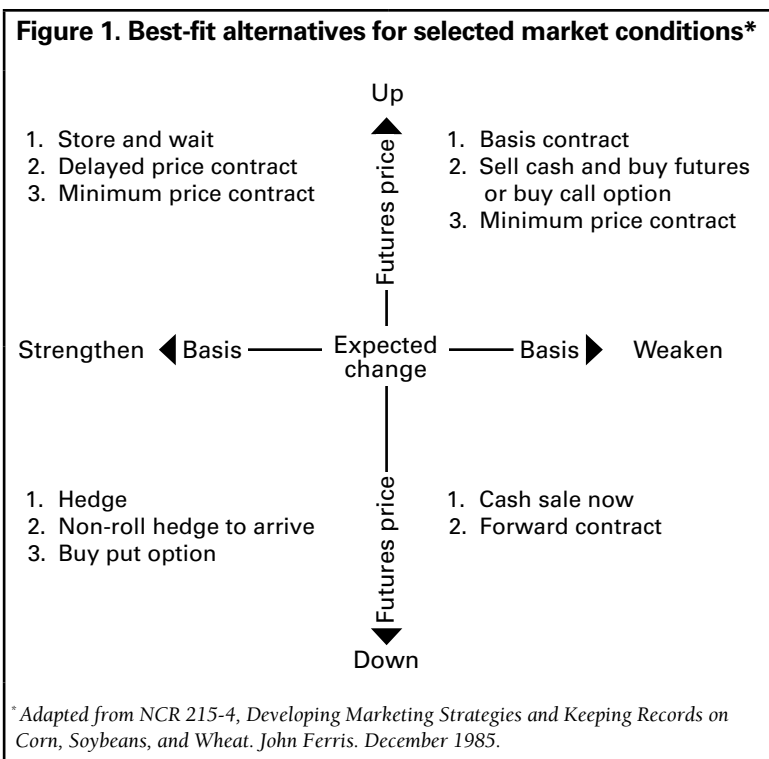 Figure 1. Best-fit alternatives for selected market conditions*
Up
1. Store and wait
2. Delayed price contract
3. Minimum price contract
Futures price
1. Basis contract
2. Sell cash and buy futures
or buy call option
3. Minimum price contract
Strengthen
Basis
Expected
change
Basis
Weaken
1. Hedge
2. Non-roll hedge to arrive
3. Buy put option
Futures price
1. Cash sale now
2. Forward contract
Down
*Adapted from NCR 215-4, Developing Marketing Strategies and Keeping Records on
Corn, Soybeans, and Wheat. John Ferris. December 1985.